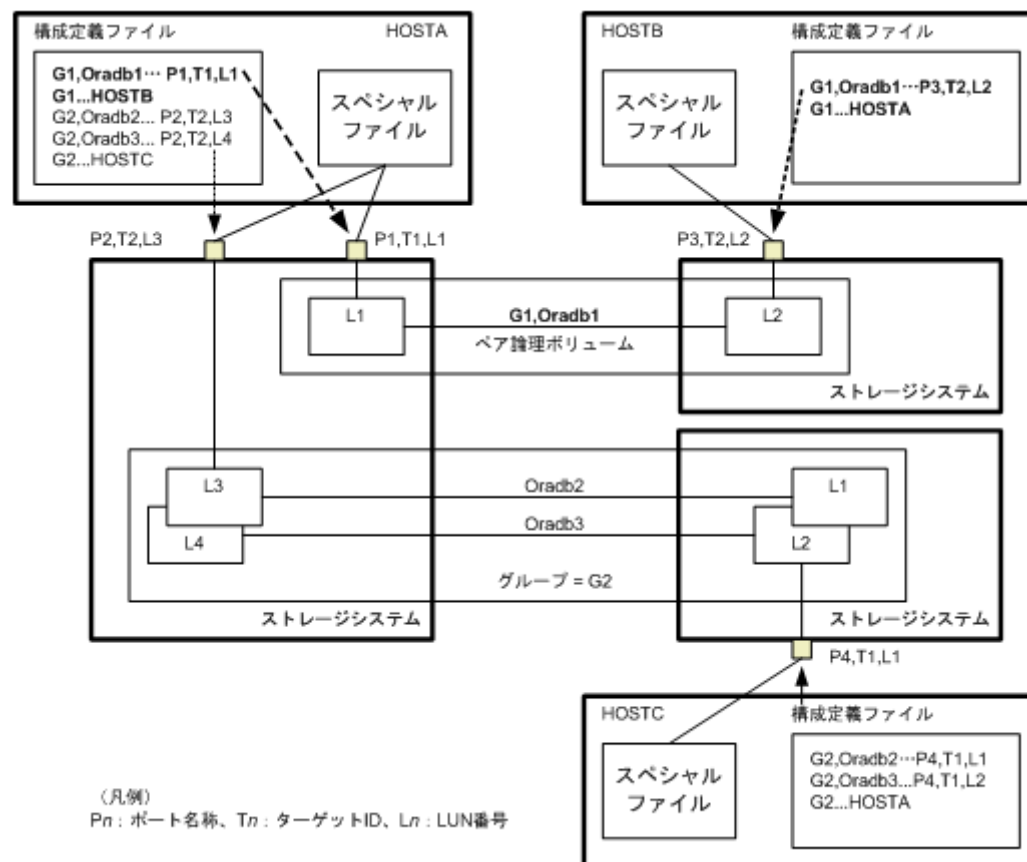 構成定義ファイル
HOSTA
G1,Oradb1… P1,T1,L1
G1...HOSTB
G2,Oradb2... P2,T2,L3
G2,Oradb3... P2,T2,L4
G2...HOSTC
スペシャル
ファイル
HOSTB
構成定義ファイル
スペシャル
ファイル
G1,Oradb1…P3,T2,L2
G1...HOSTA
P2,T2,L3
P1,T1,L1
P3,T2,L2
L1
G1,Oradb1
ペア論理ボリューム
L2
ストレージシステム
L3
L4
Oradb2
Oradb3
L1
L2
グループ = G2
ストレージシステム
ストレージシステム
P4,T1,L1
HOSTC
構成定義ファイル
スペシャル
ファイル
G2,Oradb2…P4,T1,L1
G2,Oradb3...P4,T1,L2
G2...HOSTA
（凡例）
Pn : ポート名称、Tn : ターゲットID、Ln : LUN番号